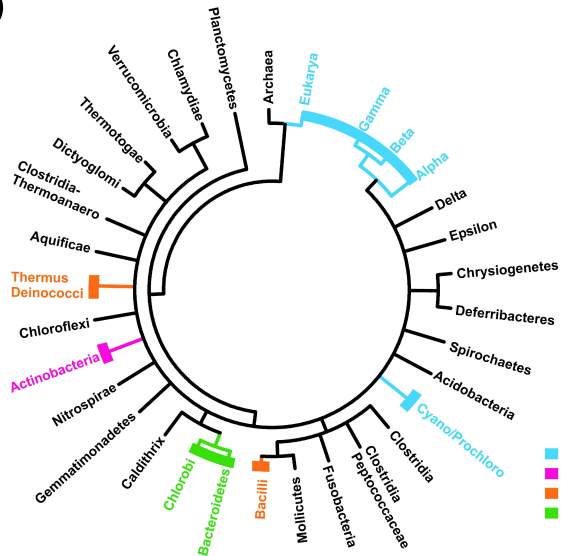 )
Archaea
Eukarya
Gamma
Beta
Alpha
Delta
Epsilon
Chrysiogenetes
Deferribacteres
Spirochaetes
Acidobacteria
Cyano/Prochloro
Clostridia
Clostridia
Peptococcaceae
Fusobacteria
Mollicutes
Bacilli
Bacteroidetes
Chlorobi
Caldithrix
Gemmatimonadetes
Nitrospirae
Actinobacteria
Chloroflexi
Thermus
Deinococci
Aquificae
Clostridia-
Thermoanaero
Dictyoglomi
Thermotogae
Verrucomicrobia
Chlamydiae
Planctomycetes